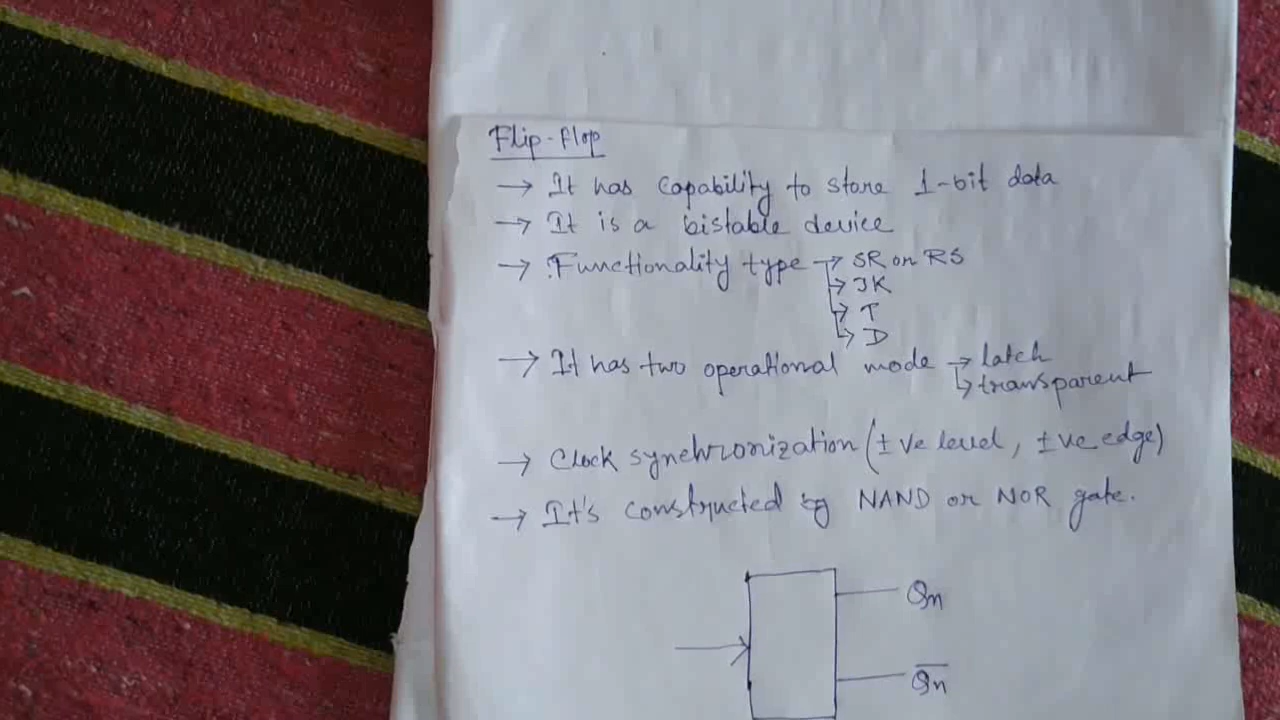 Flip-flop
→ It has capability to store 1-bit data
→ It is a bistable device
→ Functionality type → SR or RS
→ JK
→ T
→ D
→ It has two operational mode → latch
→ transparent
→ Clock synchronization (±ve level, ±ve edge)
→ It's constructed by NAND or NOR gate.
Qn
Q̅n